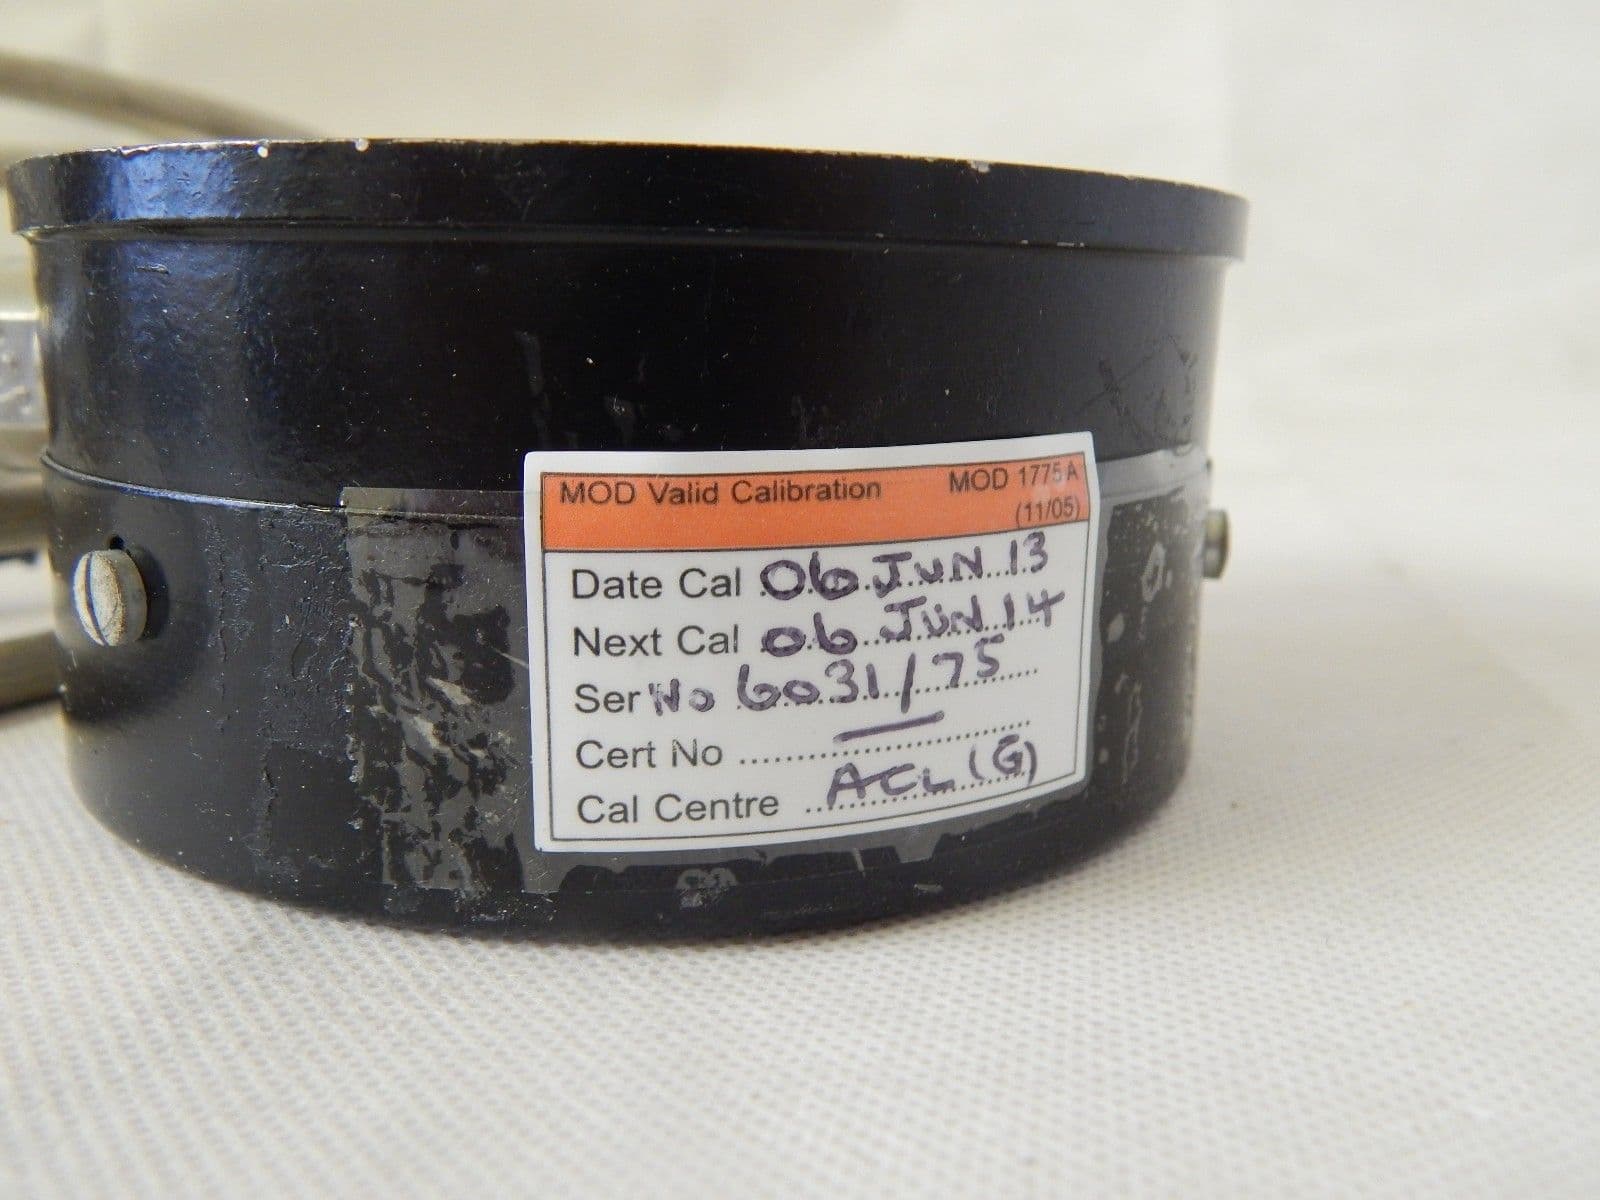 MOD Valid Calibration MOD 1775A
(11/05)
Date Cal 06 JUN 13
Next Cal 06 JUN 14
Ser No 6031/75
Cert No —
Cal Centre ACL (G)